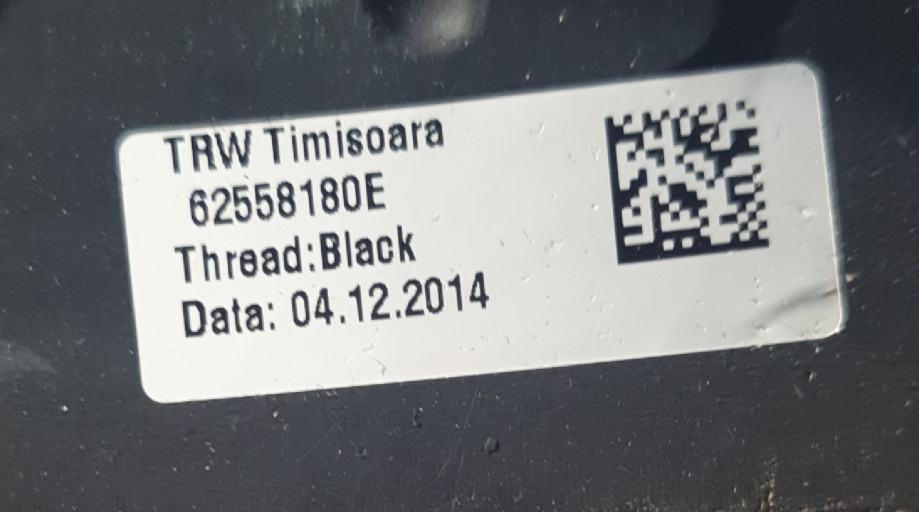 TRW Timisoara
62558180E
Thread:Black
Data: 04.12.2014